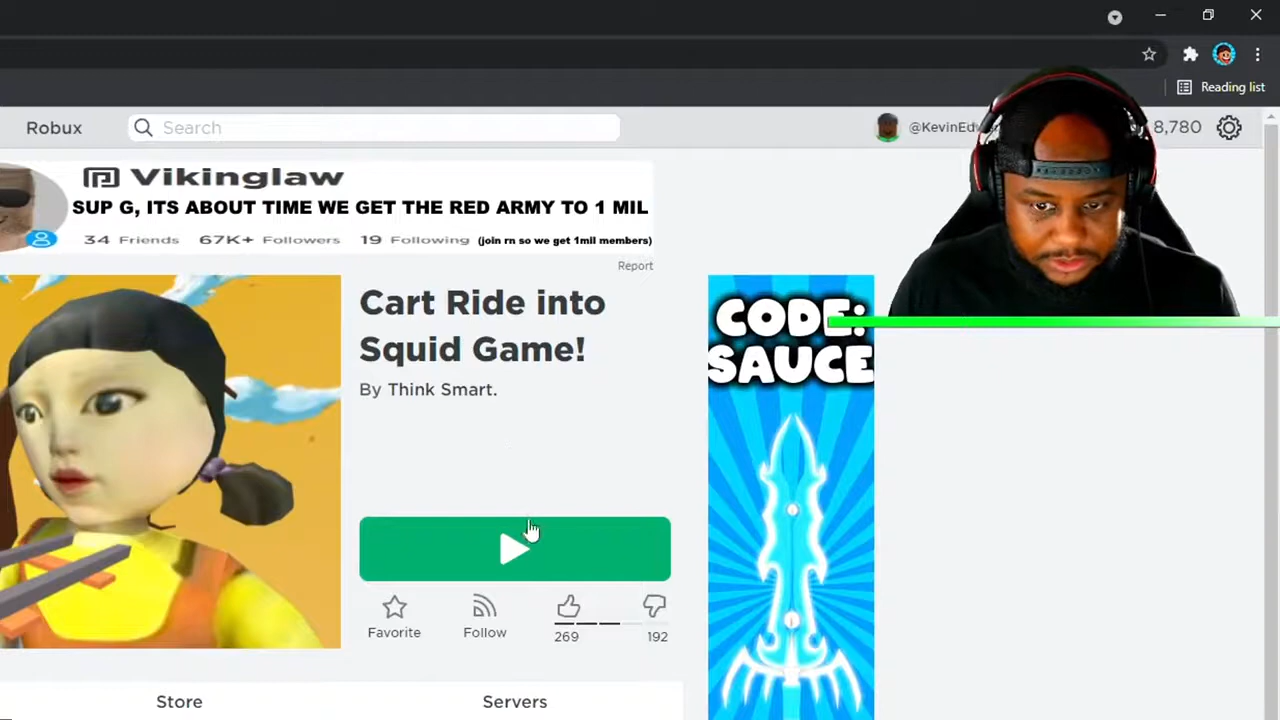 Reading list
Robux
Search
@KevinEdw
8,780
Vikinglaw
SUP G, ITS ABOUT TIME WE GET THE RED ARMY TO 1 MIL
34 Friends 67K+ Followers 19 Following (join rn so we get 1mil members)
Report
Cart Ride into
Squid Game!
By Think Smart.
CODE:
SAUCE
Favorite
Follow
269
192
Store
Servers